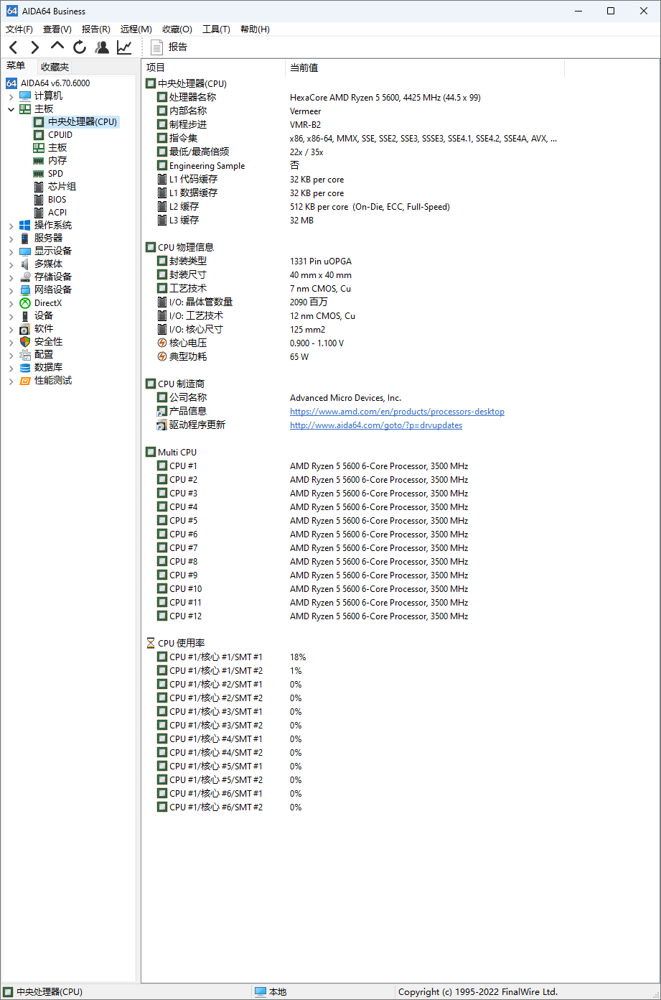 AIDA64 Business
文件(F) 查看(V) 报告(R) 远程(M) 收藏(O) 工具(T) 帮助(H)
报告
菜单 收藏夹
64 AIDA64 v6.70.6000
计算机
主板
中央处理器(CPU)
CPUID
主板
内存
SPD
芯片组
BIOS
ACPI
操作系统
服务器
显示设备
多媒体
存储设备
网络设备
DirectX
设备
软件
安全性
配置
数据库
性能测试
项目 当前值
中央处理器(CPU)
处理器名称 HexaCore AMD Ryzen 5 5600, 4425 MHz (44.5 x 99)
内部名称 Vermeer
制程步进 VMR-B2
指令集 x86, x86-64, MMX, SSE, SSE2, SSE3, SSSE3, SSE4.1, SSE4.2, SSE4A, AVX, ...
最低/最高倍频 22x / 35x
Engineering Sample 否
L1 代码缓存 32 KB per core
L1 数据缓存 32 KB per core
L2 缓存 512 KB per core (On-Die, ECC, Full-Speed)
L3 缓存 32 MB
CPU 物理信息
封装类型 1331 Pin uOPGA
封装尺寸 40 mm x 40 mm
工艺技术 7 nm CMOS, Cu
I/O: 晶体管数量 2090 百万
I/O: 工艺技术 12 nm CMOS, Cu
I/O: 核心尺寸 125 mm2
核心电压 0.900 - 1.100 V
典型功耗 65 W
CPU 制造商
公司名称 Advanced Micro Devices, Inc.
产品信息 https://www.amd.com/en/products/processors-desktop
驱动程序更新 http://www.aida64.com/goto/?p=drvupdates
Multi CPU
CPU #1 AMD Ryzen 5 5600 6-Core Processor, 3500 MHz
CPU #2 AMD Ryzen 5 5600 6-Core Processor, 3500 MHz
CPU #3 AMD Ryzen 5 5600 6-Core Processor, 3500 MHz
CPU #4 AMD Ryzen 5 5600 6-Core Processor, 3500 MHz
CPU #5 AMD Ryzen 5 5600 6-Core Processor, 3500 MHz
CPU #6 AMD Ryzen 5 5600 6-Core Processor, 3500 MHz
CPU #7 AMD Ryzen 5 5600 6-Core Processor, 3500 MHz
CPU #8 AMD Ryzen 5 5600 6-Core Processor, 3500 MHz
CPU #9 AMD Ryzen 5 5600 6-Core Processor, 3500 MHz
CPU #10 AMD Ryzen 5 5600 6-Core Processor, 3500 MHz
CPU #11 AMD Ryzen 5 5600 6-Core Processor, 3500 MHz
CPU #12 AMD Ryzen 5 5600 6-Core Processor, 3500 MHz
CPU 使用率
CPU #1/核心 #1/SMT #1 18%
CPU #1/核心 #1/SMT #2 1%
CPU #1/核心 #2/SMT #1 0%
CPU #1/核心 #2/SMT #2 0%
CPU #1/核心 #3/SMT #1 0%
CPU #1/核心 #3/SMT #2 0%
CPU #1/核心 #4/SMT #1 0%
CPU #1/核心 #4/SMT #2 0%
CPU #1/核心 #5/SMT #1 0%
CPU #1/核心 #5/SMT #2 0%
CPU #1/核心 #6/SMT #1 0%
CPU #1/核心 #6/SMT #2 0%
中央处理器(CPU) 本地 Copyright (c) 1995-2022 FinalWire Ltd.